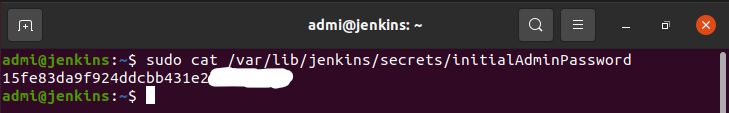 admi@jenkins: ~
admi@jenkins:~$ sudo cat /var/lib/jenkins/secrets/initialAdminPassword
15fe83da9f924ddcbb431e2
admi@jenkins:~$